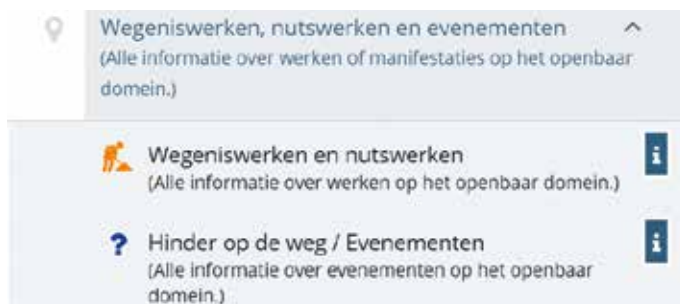 Wegeniswerken, nutswerken en evenementen
(Alle informatie over werken of manifestaties op het openbaar
domein.)
Wegeniswerken en nutswerken
(Alle informatie over werken op het openbaar domein.)
i
? Hinder op de weg / Evenementen
(Alle informatie over evenementen op het openbaar
domein.)
i